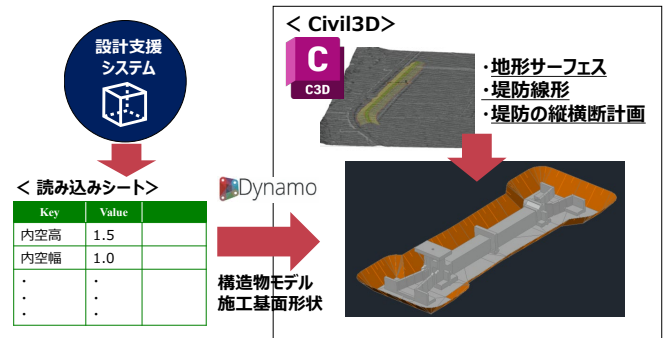 設計支援
システム
< 読み込みシート>
Key Value
内空高 1.5
内空幅 1.0
・ ・
・ ・
・ ・
Dynamo
構造物モデル
施工基面形状
< Civil3D>
C
C3D
・地形サーフェス
・堤防線形
・堤防の縦横断計画